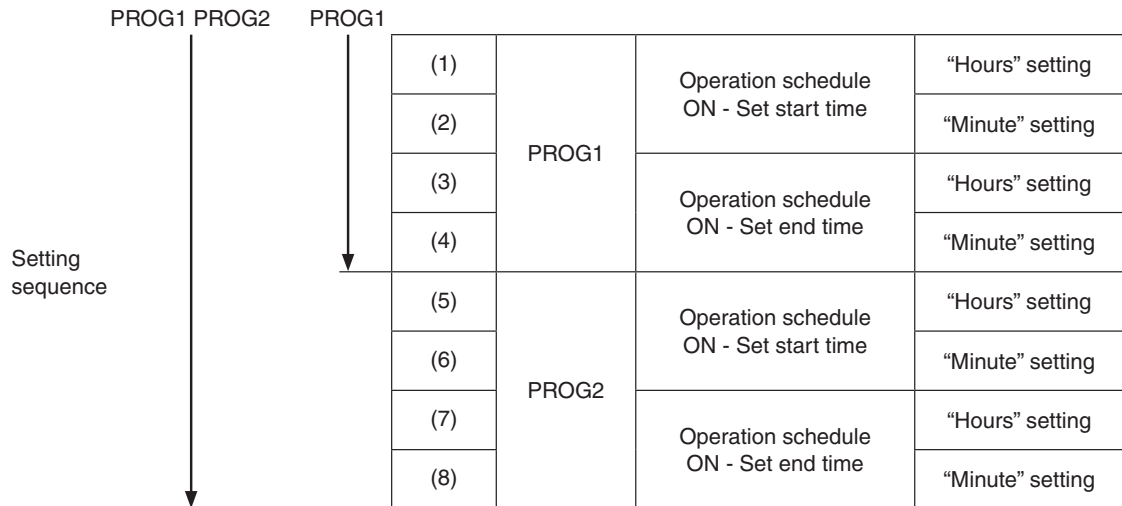 PROG1 PROG2 PROG1
(1) PROG1 Operation schedule
ON - Set start time “Hours” setting
(2) “Minute” setting
(3) Operation schedule
ON - Set end time “Hours” setting
(4) “Minute” setting
Setting
sequence
(5) PROG2 Operation schedule
ON - Set start time “Hours” setting
(6) “Minute” setting
(7) Operation schedule
ON - Set end time “Hours” setting
(8) “Minute” setting